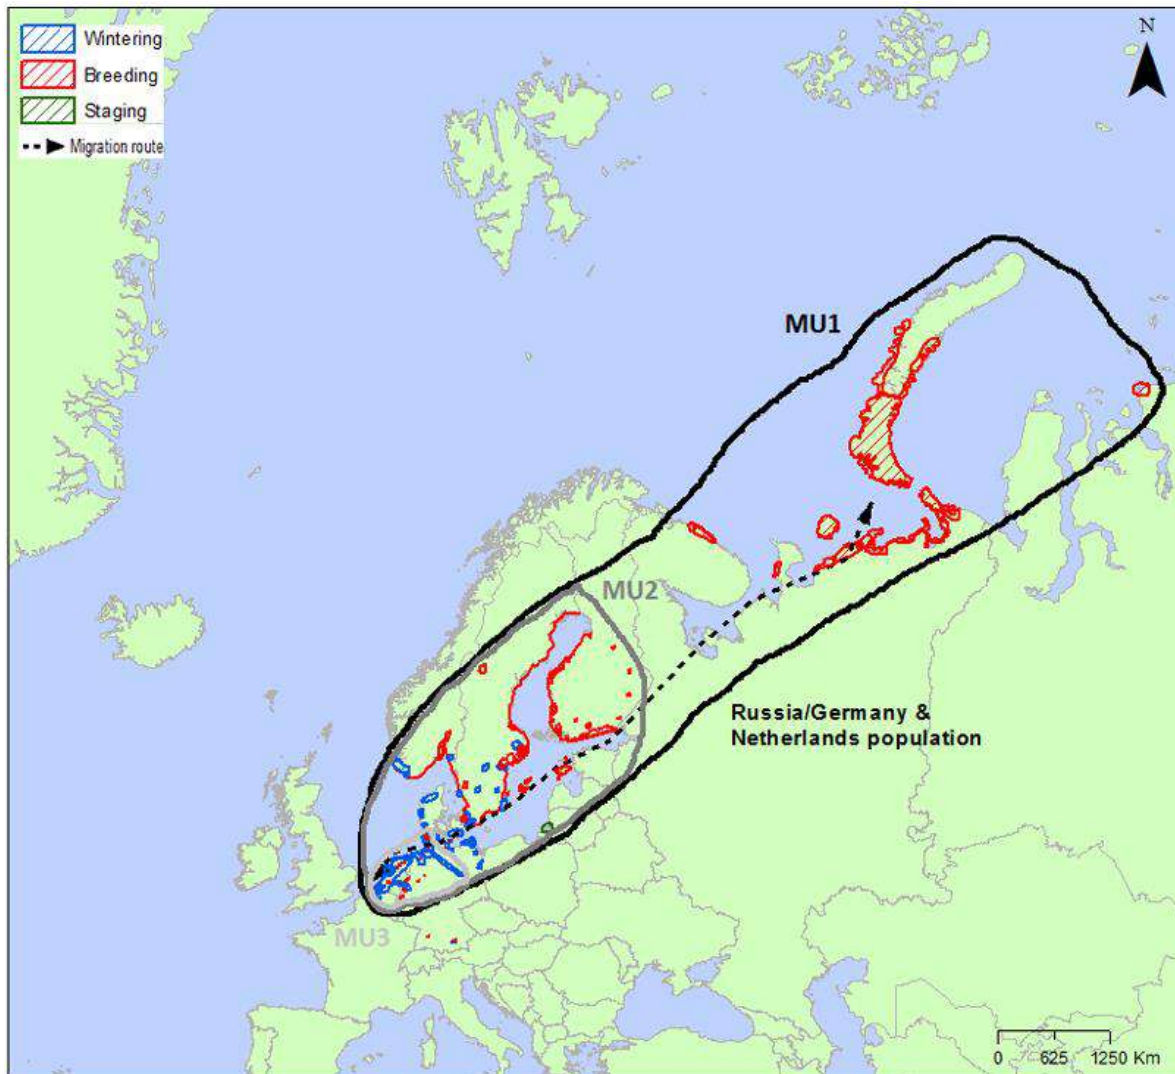 Wintering
Breeding
Staging
Migration route
N
MU1
MU2
Russia/Germany &
Netherlands population
MU3
0 625 1250 Km